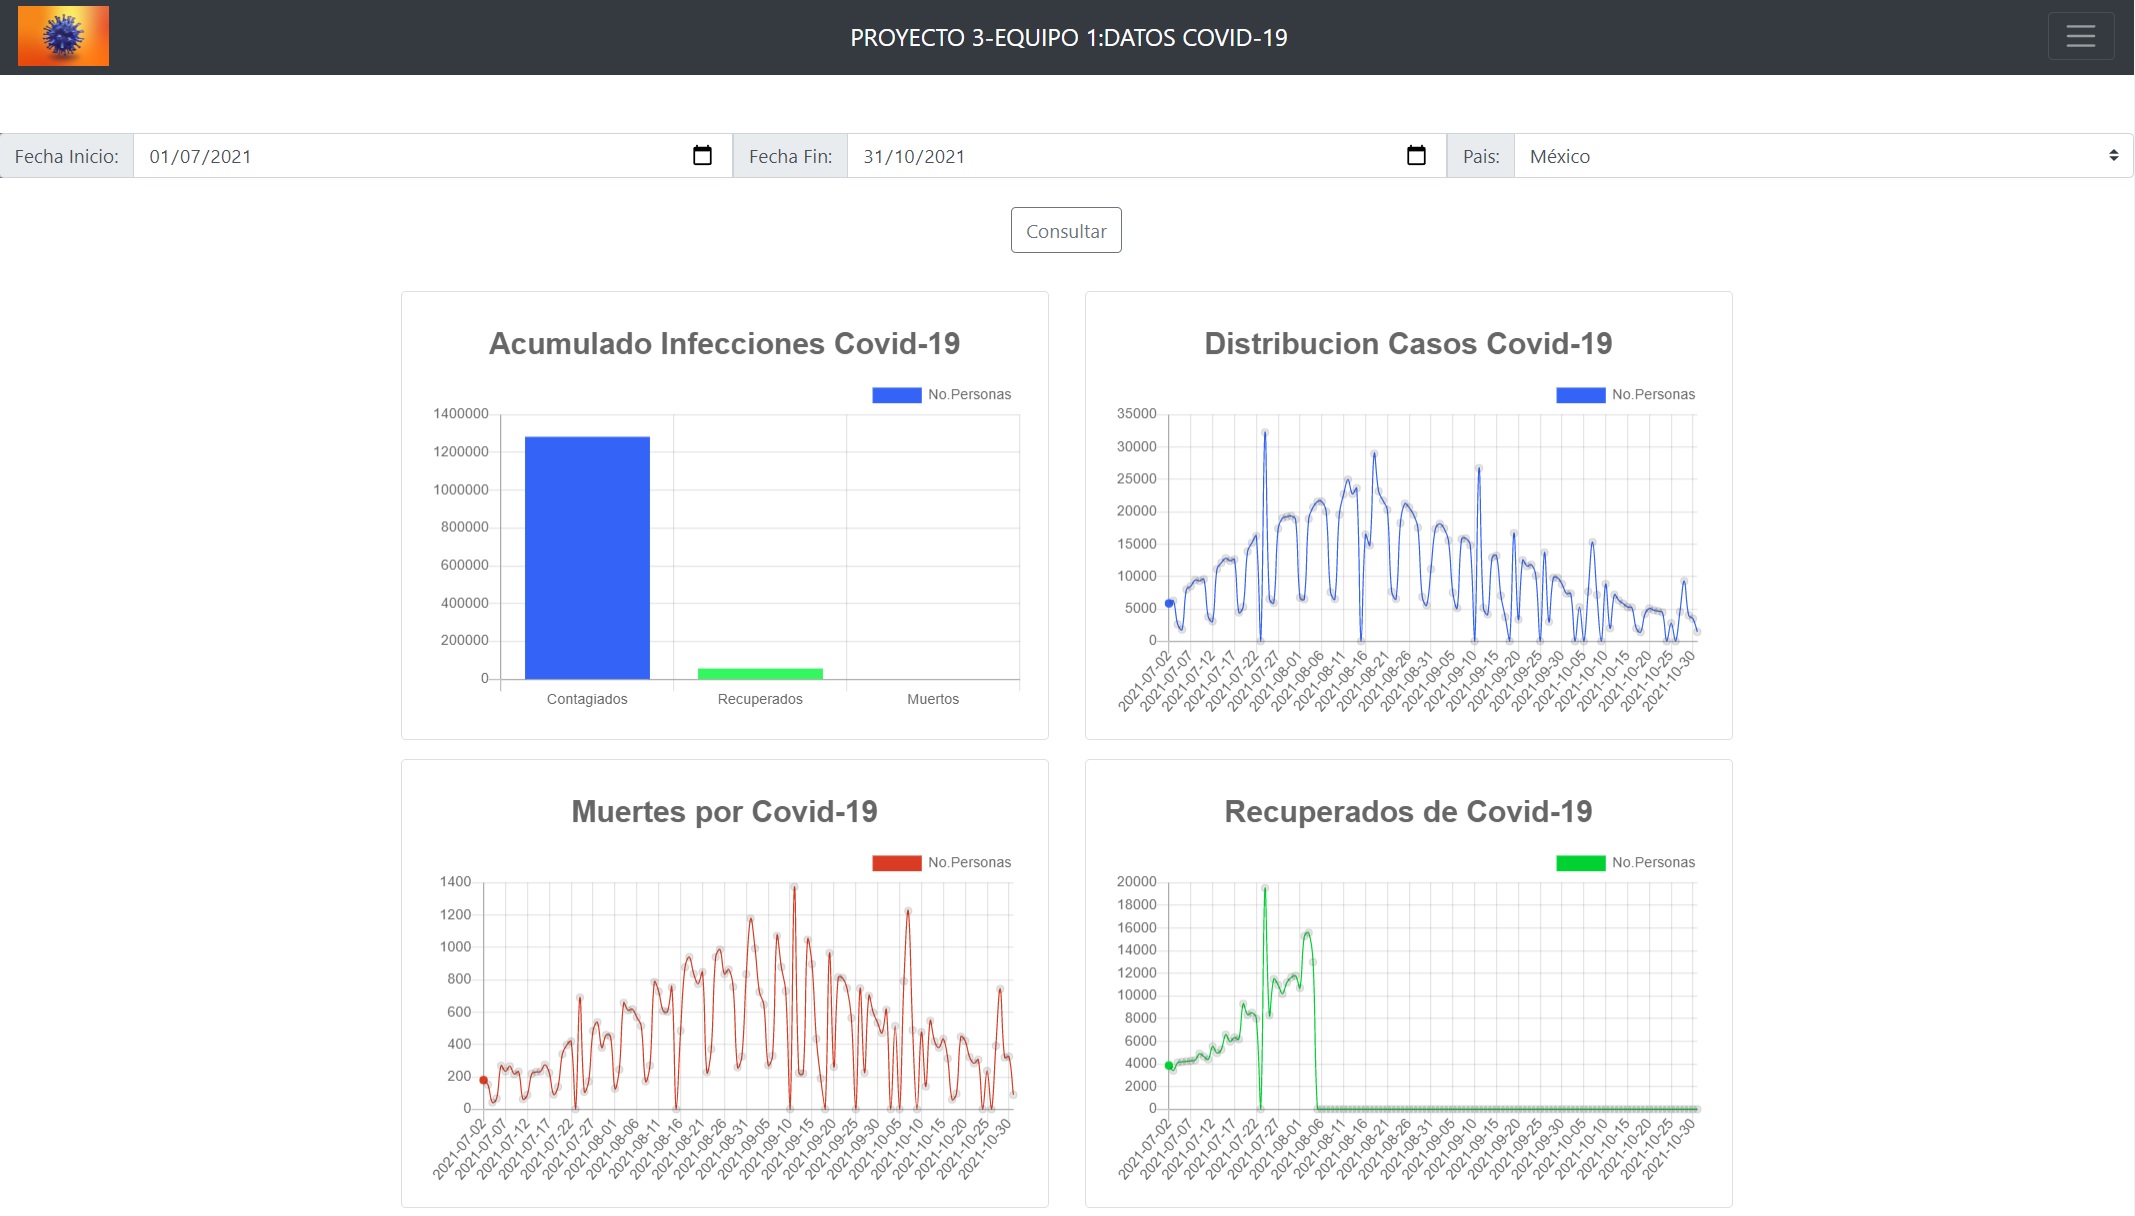 PROYECTO 3-EQUIPO 1:DATOS COVID-19
Fecha Inicio: 01/07/2021 Fecha Fin: 31/10/2021 Pais: México
Consultar
Acumulado Infecciones Covid-19
No.Personas
1400000
1200000
1000000
800000
600000
400000
200000
0
Contagiados Recuperados Muertos
Distribucion Casos Covid-19
No.Personas
35000
30000
25000
20000
15000
10000
5000
0
2021-07-02 2021-07-07 2021-07-12 2021-07-17 2021-07-22 2021-07-27 2021-08-01 2021-08-06 2021-08-11 2021-08-16 2021-08-21 2021-08-26 2021-08-31 2021-09-05 2021-09-10 2021-09-15 2021-09-20 2021-09-25 2021-09-30 2021-10-05 2021-10-10 2021-10-15 2021-10-20 2021-10-25 2021-10-30
Muertes por Covid-19
No.Personas
1400
1200
1000
800
600
400
200
0
2021-07-02 2021-07-07 2021-07-12 2021-07-17 2021-07-22 2021-07-27 2021-08-01 2021-08-06 2021-08-11 2021-08-16 2021-08-21 2021-08-26 2021-08-31 2021-09-05 2021-09-10 2021-09-15 2021-09-20 2021-09-25 2021-09-30 2021-10-05 2021-10-10 2021-10-15 2021-10-20 2021-10-25 2021-10-30
Recuperados de Covid-19
No.Personas
20000
18000
16000
14000
12000
10000
8000
6000
4000
2000
0
2021-07-02 2021-07-07 2021-07-12 2021-07-17 2021-07-22 2021-07-27 2021-08-01 2021-08-06 2021-08-11 2021-08-16 2021-08-21 2021-08-26 2021-08-31 2021-09-05 2021-09-10 2021-09-15 2021-09-20 2021-09-25 2021-09-30 2021-10-05 2021-10-10 2021-10-15 2021-10-20 2021-10-25 2021-10-30